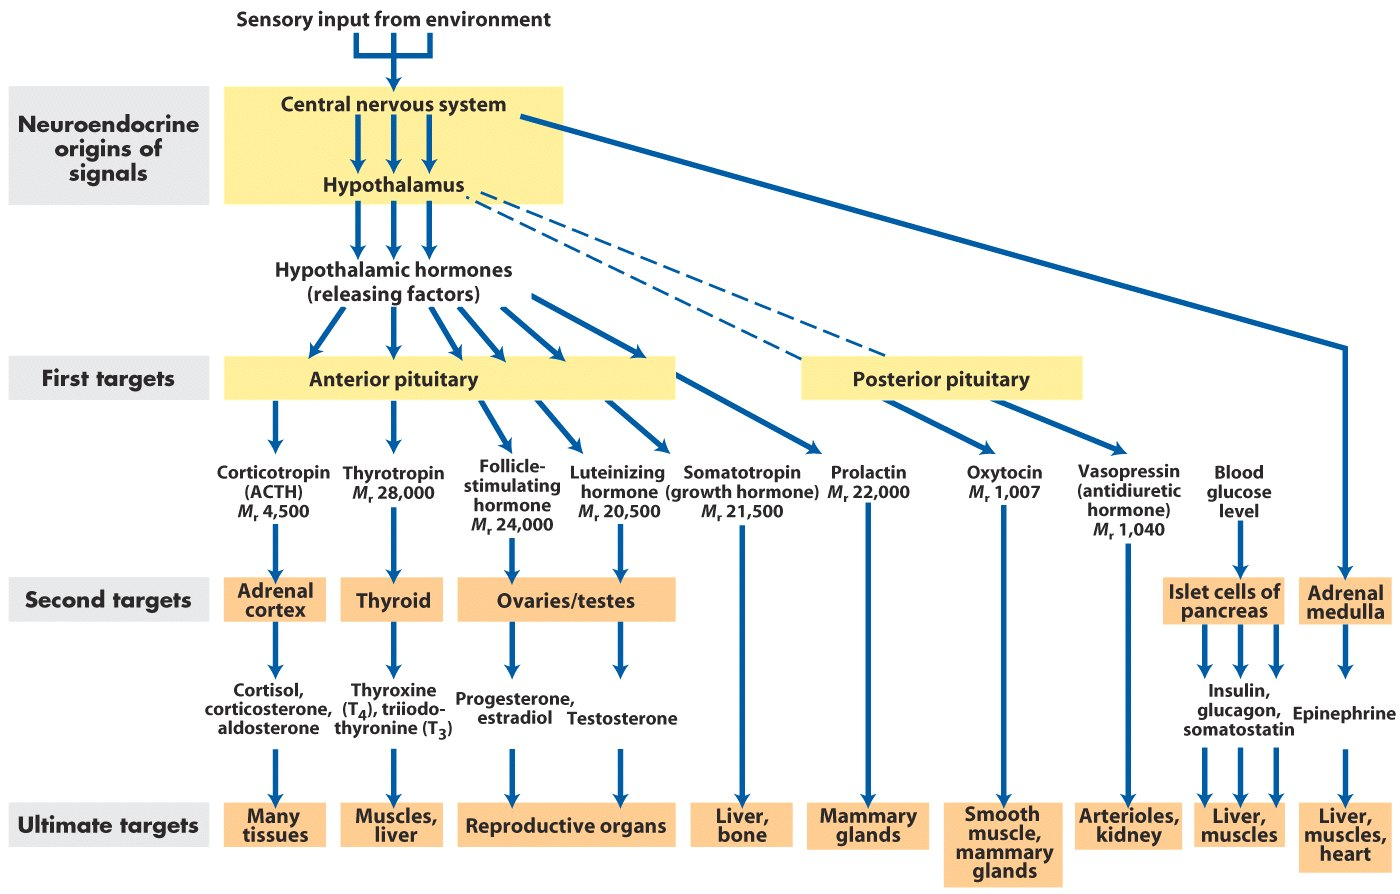 Sensory input from environment
Neuroendocrine
origins of
signals
Central nervous system
Hypothalamus
Hypothalamic hormones
(releasing factors)
First targets
Anterior pituitary
Posterior pituitary
Corticotropin
(ACTH)
Mr 4,500
Thyrotropin
Mr 28,000
Follicle-
stimulating
hormone
Mr 24,000
Luteinizing
hormone
Mr 20,500
Somatotropin
(growth hormone)
Mr 21,500
Prolactin
Mr 22,000
Oxytocin
Mr 1,007
Vasopressin
(antidiuretic
hormone)
Mr 1,040
Blood
glucose
level
Second targets
Adrenal
cortex
Thyroid
Ovaries/testes
Islet cells of
pancreas
Adrenal
medulla
Cortisol,
corticosterone,
aldosterone
Thyroxine
(T4), triiodo-
thyronine (T3)
Progesterone,
estradiol
Testosterone
Insulin,
glucagon,
somatostatin
Epinephrine
Ultimate targets
Many
tissues
Muscles,
liver
Reproductive organs
Liver,
bone
Mammary
glands
Smooth
muscle,
mammary
glands
Arterioles,
kidney
Liver,
muscles
Liver,
muscles,
heart